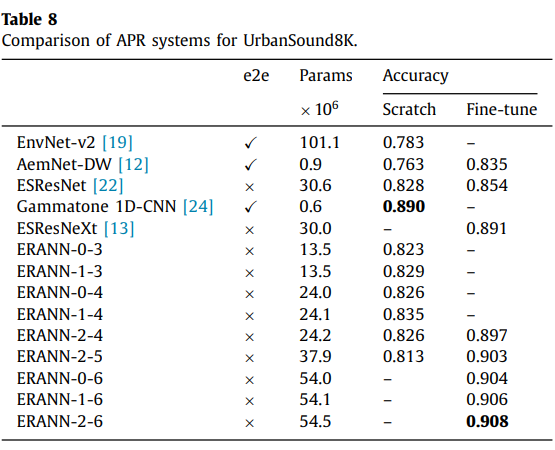 Table 8
Comparison of APR systems for UrbanSound8K.
e2e Params Accuracy
× 10⁶ Scratch Fine-tune
EnvNet-v2 [19] ✓ 101.1 0.783 –
AemNet-DW [12] ✓ 0.9 0.763 0.835
ESResNet [22] × 30.6 0.828 0.854
Gammatone 1D-CNN [24] ✓ 0.6 0.890 –
ESResNeXt [13] × 30.0 – 0.891
ERANN-0-3 × 13.5 0.823 –
ERANN-1-3 × 13.5 0.829 –
ERANN-0-4 × 24.0 0.826 –
ERANN-1-4 × 24.1 0.835 –
ERANN-2-4 × 24.2 0.826 0.897
ERANN-2-5 × 37.9 0.813 0.903
ERANN-0-6 × 54.0 – 0.904
ERANN-1-6 × 54.1 – 0.906
ERANN-2-6 × 54.5 – 0.908